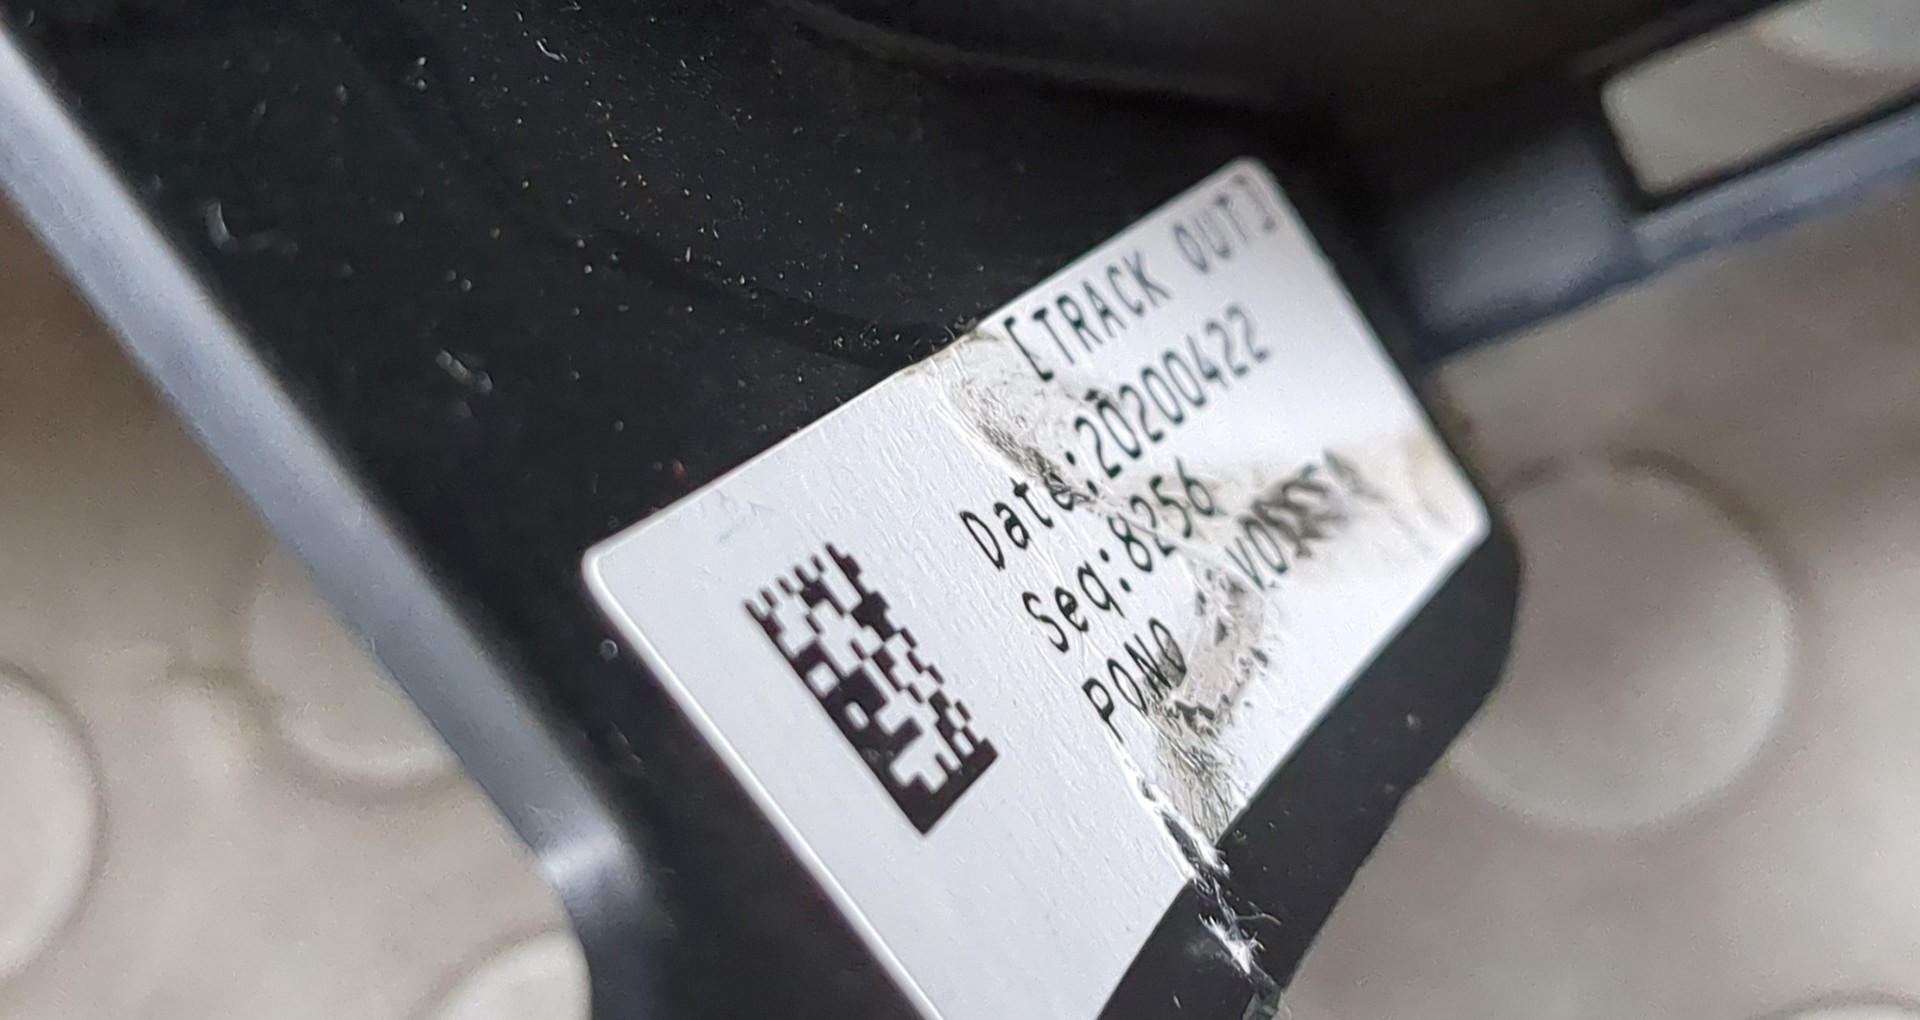 [TRACK OUT]
Date:20200422
Seq:8256
PONO